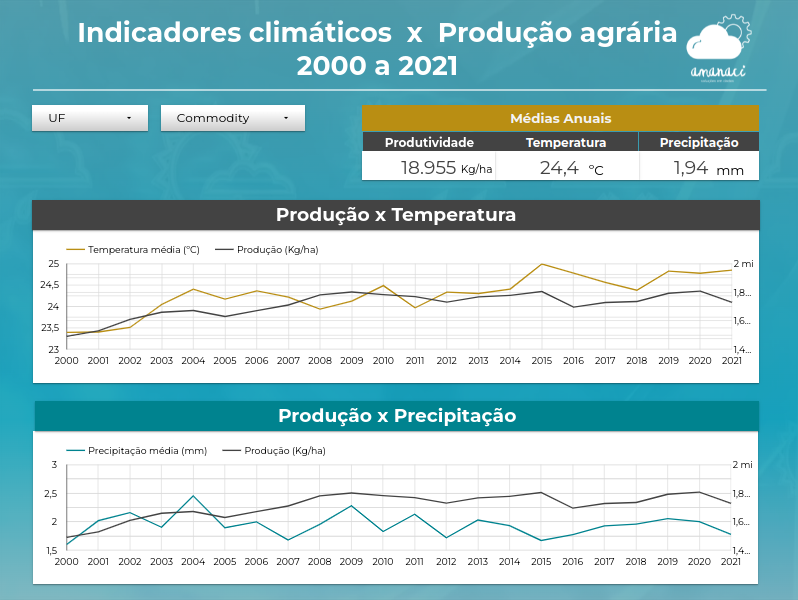 Indicadores climáticos x Produção agrária
2000 a 2021
amanaci
UF
Commodity
Médias Anuais
Produtividade Temperatura Precipitação
18.955 Kg/ha 24,4 ºC 1,94 mm
Produção x Temperatura
Temperatura média (ºC) Produção (Kg/ha)
25 2 mi
24,5 1,8...
24
23,5 1,6...
23 1,4...
2000 2001 2002 2003 2004 2005 2006 2007 2008 2009 2010 2011 2012 2013 2014 2015 2016 2017 2018 2019 2020 2021
Produção x Precipitação
Precipitação média (mm) Produção (Kg/ha)
3 2 mi
2,5 1,8...
2 1,6...
1,5 1,4...
2000 2001 2002 2003 2004 2005 2006 2007 2008 2009 2010 2011 2012 2013 2014 2015 2016 2017 2018 2019 2020 2021